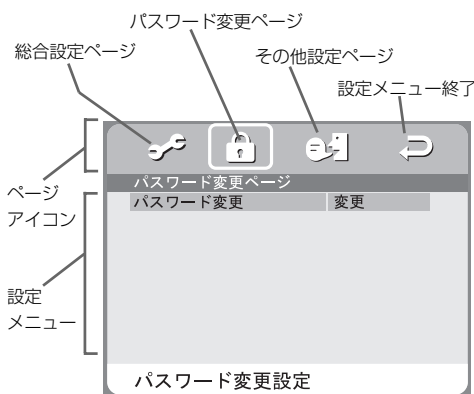 パスワード変更ページ
総合設定ページ
その他設定ページ
設定メニュー終了
ページ
アイコン
パスワード変更ページ
パスワード変更 変更
設定
メニュー
パスワード変更設定